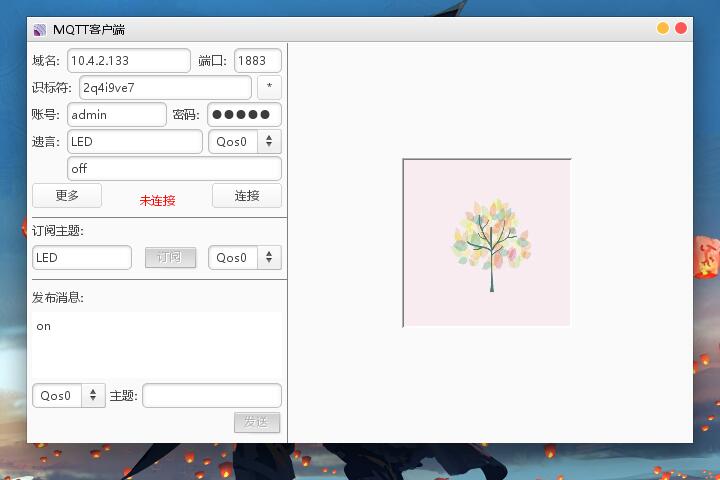 MQTT客户端
域名: 10.4.2.133 端口: 1883
识标符: 2q4i9ve7 *
账号: admin 密码: ●●●●●
遗言: LED Qos0
off
更多 未连接 连接
订阅主题:
LED 订阅 Qos0
发布消息:
on
Qos0 主题:
发送